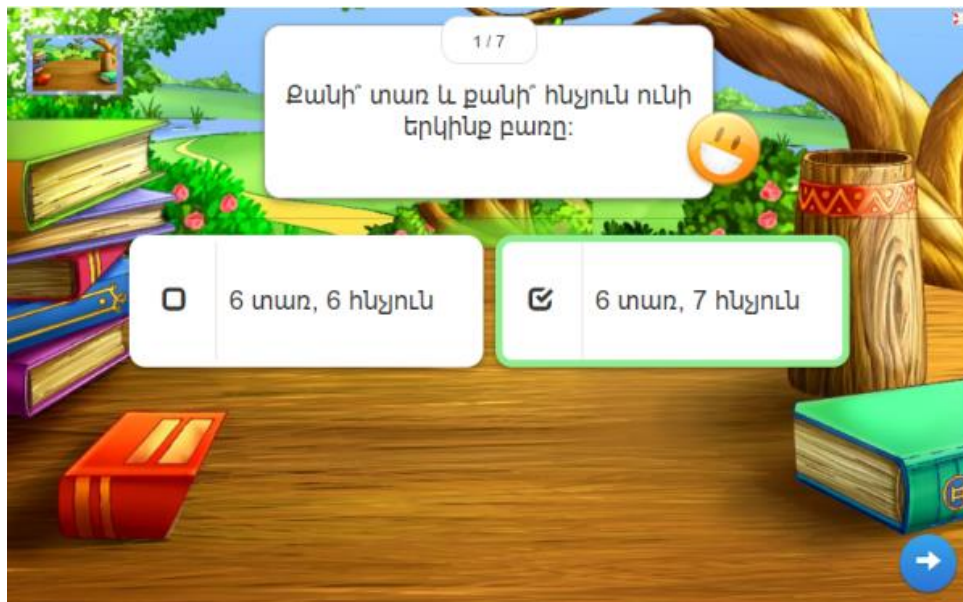 1 / 7
Քանի՞ տառ և քանի՞ հնչյուն ունի
երկինք բառը։
6 տառ, 6 հնչյուն
6 տառ, 7 հնչյուն